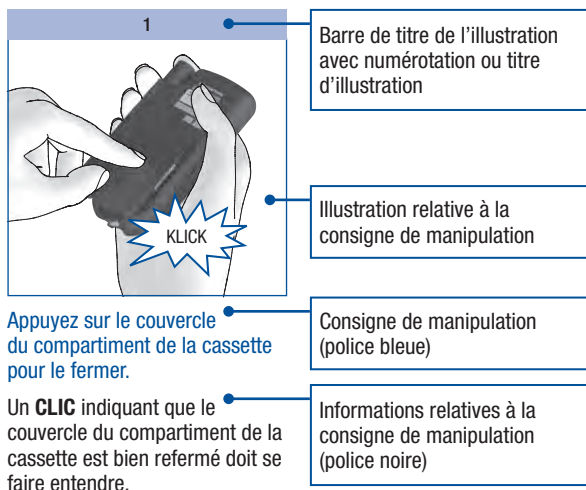 1
Barre de titre de l'illustration
avec numérotation ou titre
d'illustration
KLICK
Illustration relative à la
consigne de manipulation
Appuyez sur le couvercle
du compartiment de la cassette
pour le fermer.
Consigne de manipulation
(police bleue)
Un CLIC indiquant que le
couvercle du compartiment de la
cassette est bien refermé doit se
faire entendre.
Informations relatives à la
consigne de manipulation
(police noire)